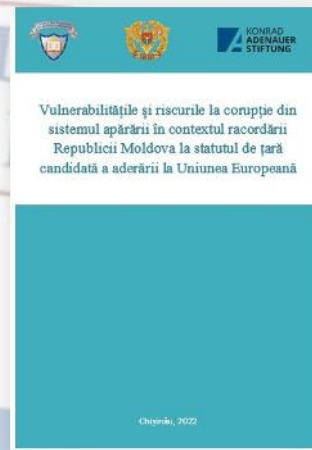 KONRAD
ADENAUER
STIFTUNG
Vulnerabilitățile și riscurile la corupție din
sistemul apărării în contextul racordării
Republicii Moldova la statutul de țară
candidată a aderării la Uniunea Europeană
Chișinău, 2022